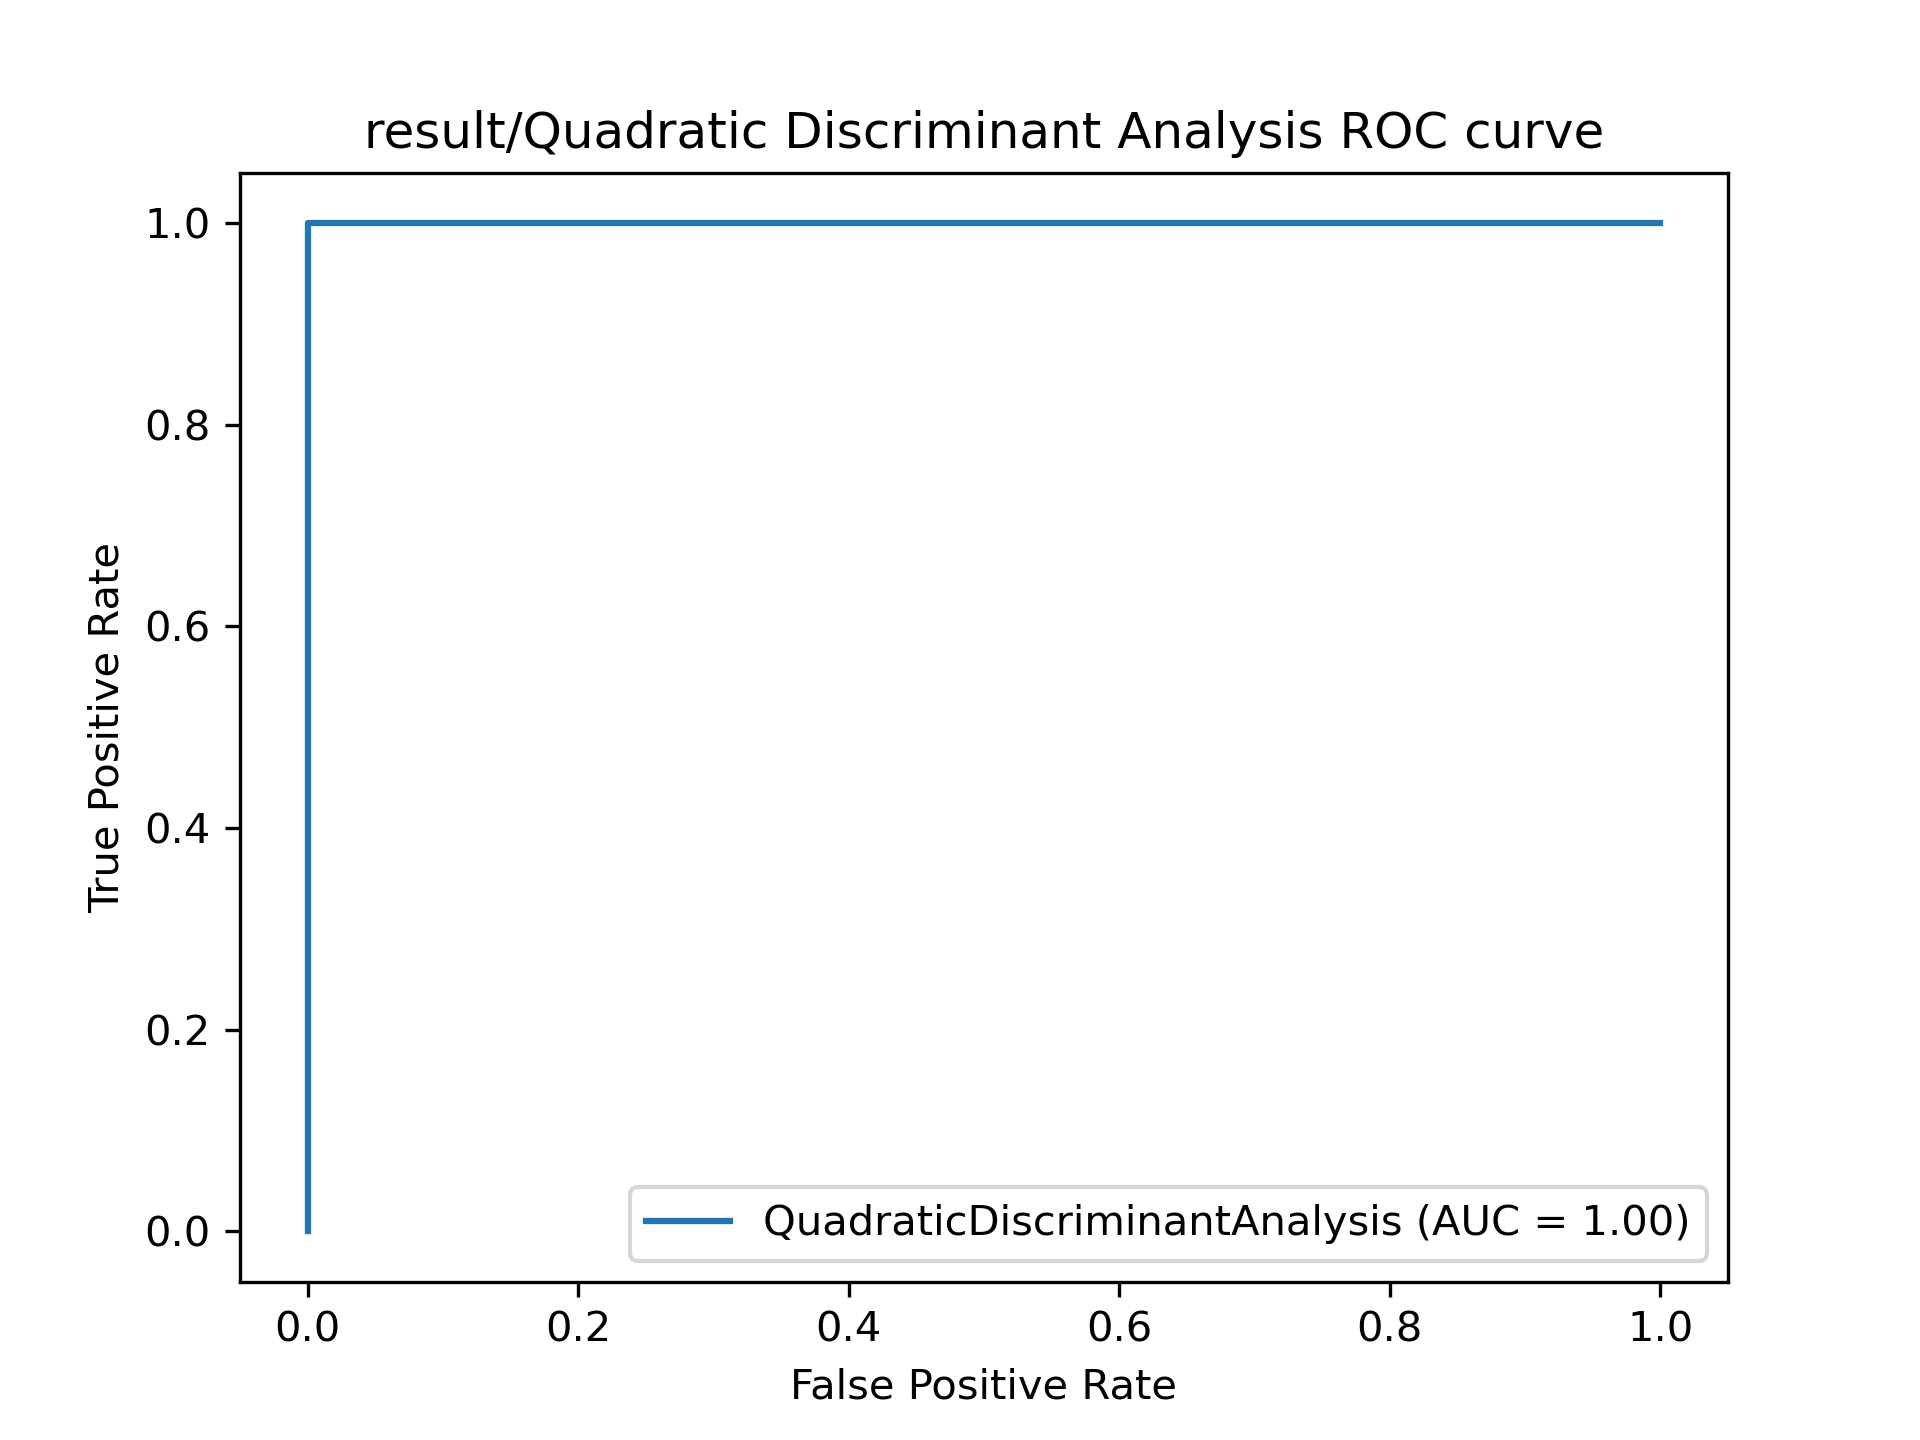 result/Quadratic Discriminant Analysis ROC curve
1.0
0.8
0.6
0.4
0.2
0.0
True Positive Rate
QuadraticDiscriminantAnalysis (AUC = 1.00)
0.0 0.2 0.4 0.6 0.8 1.0
False Positive Rate